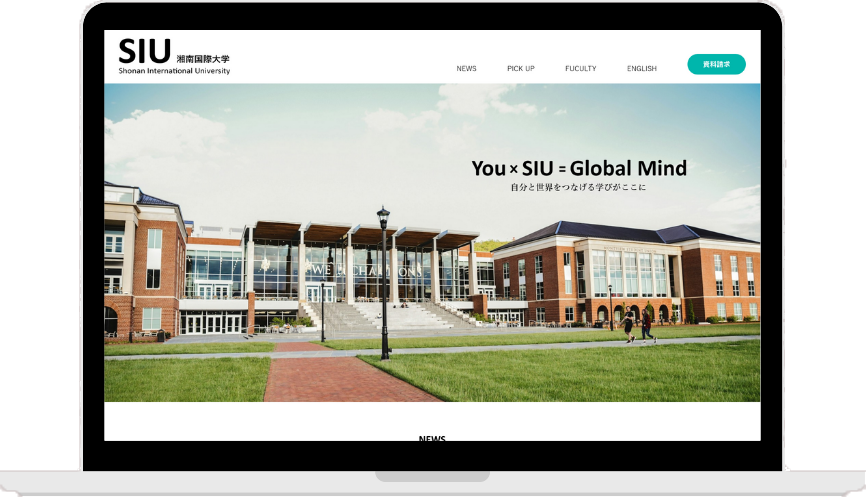 SIU 湘南国際大学
Shonan International University
NEWS PICK UP FUCULTY ENGLISH 資料請求
You × SIU = Global Mind
自分と世界をつなげる学びがここに
WE CHAMPIONS
NEWS